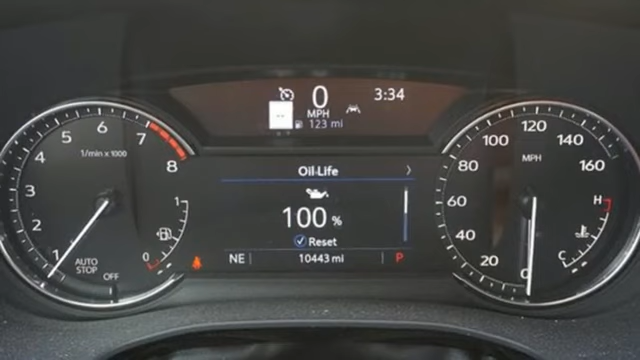 0
MPH
3:34
123 mi
Oil Life
100 %
Reset
NE 10443 mi P
1/min x 1000
1 2 3 4 5 6 7 8
AUTO
STOP
OFF
1
0
MPH
0 20 40 60 80 100 120 140 160
H
C